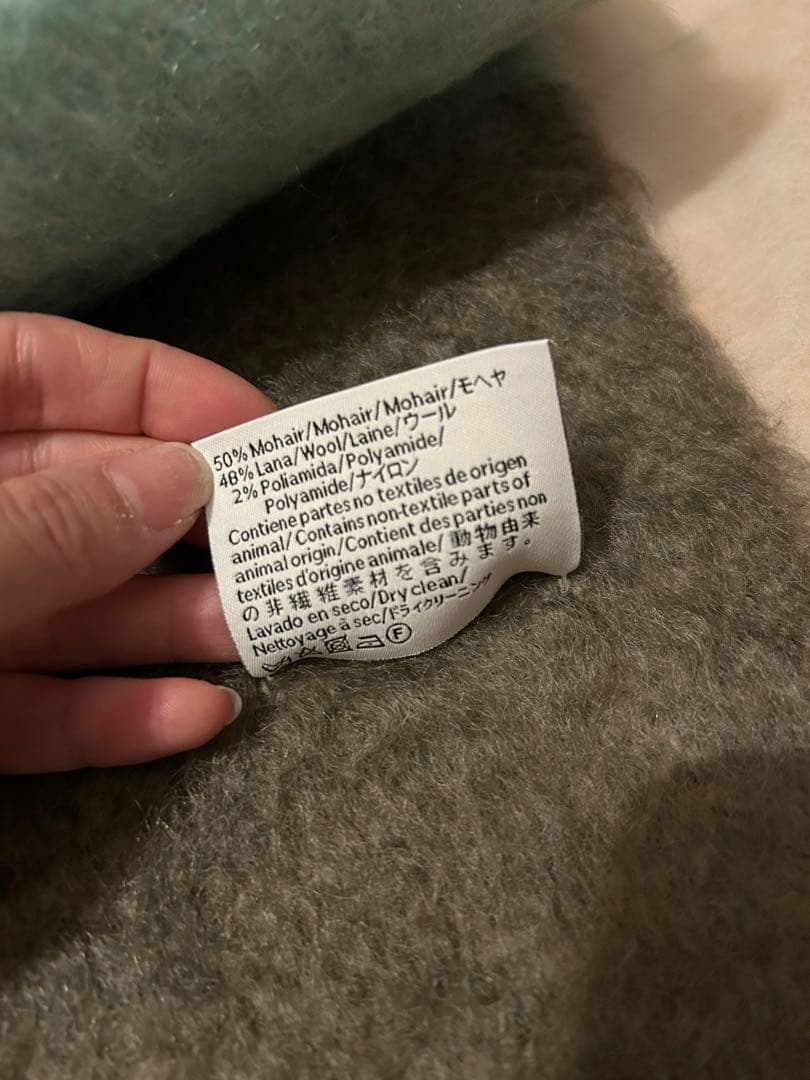 50% Mohair/Mohair/Mohair/モヘヤ
48% Lana/Wool/Laine/ウール
2% Poliamida/Polyamide/
Polyamide/ナイロン
Contiene partes no textiles de origen
animal/Contains non-textile parts of
animal origin/Contient des parties non
textiles d'origine animale/動物由来
の非繊維素材を含みます。
Lavado en seco/Dry clean/
Nettoyage à sec/ドライクリーニング
F